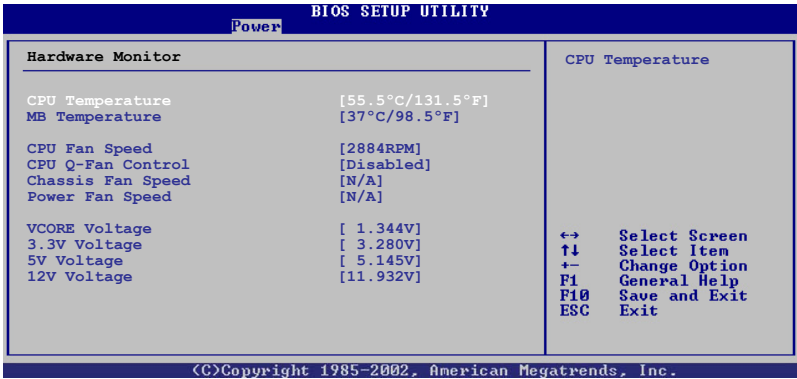 BIOS SETUP UTILITY
Power
Hardware Monitor
CPU Temperature [55.5°C/131.5°F]
MB Temperature [37°C/98.5°F]
CPU Fan Speed [2884RPM]
CPU Q-Fan Control [Disabled]
Chassis Fan Speed [N/A]
Power Fan Speed [N/A]
VCORE Voltage [ 1.344V]
3.3V Voltage [ 3.280V]
5V Voltage [ 5.145V]
12V Voltage [11.932V]
CPU Temperature
↔ Select Screen
↑↓ Select Item
+- Change Option
F1 General Help
F10 Save and Exit
ESC Exit
(C)Copyright 1985-2002, American Megatrends, Inc.